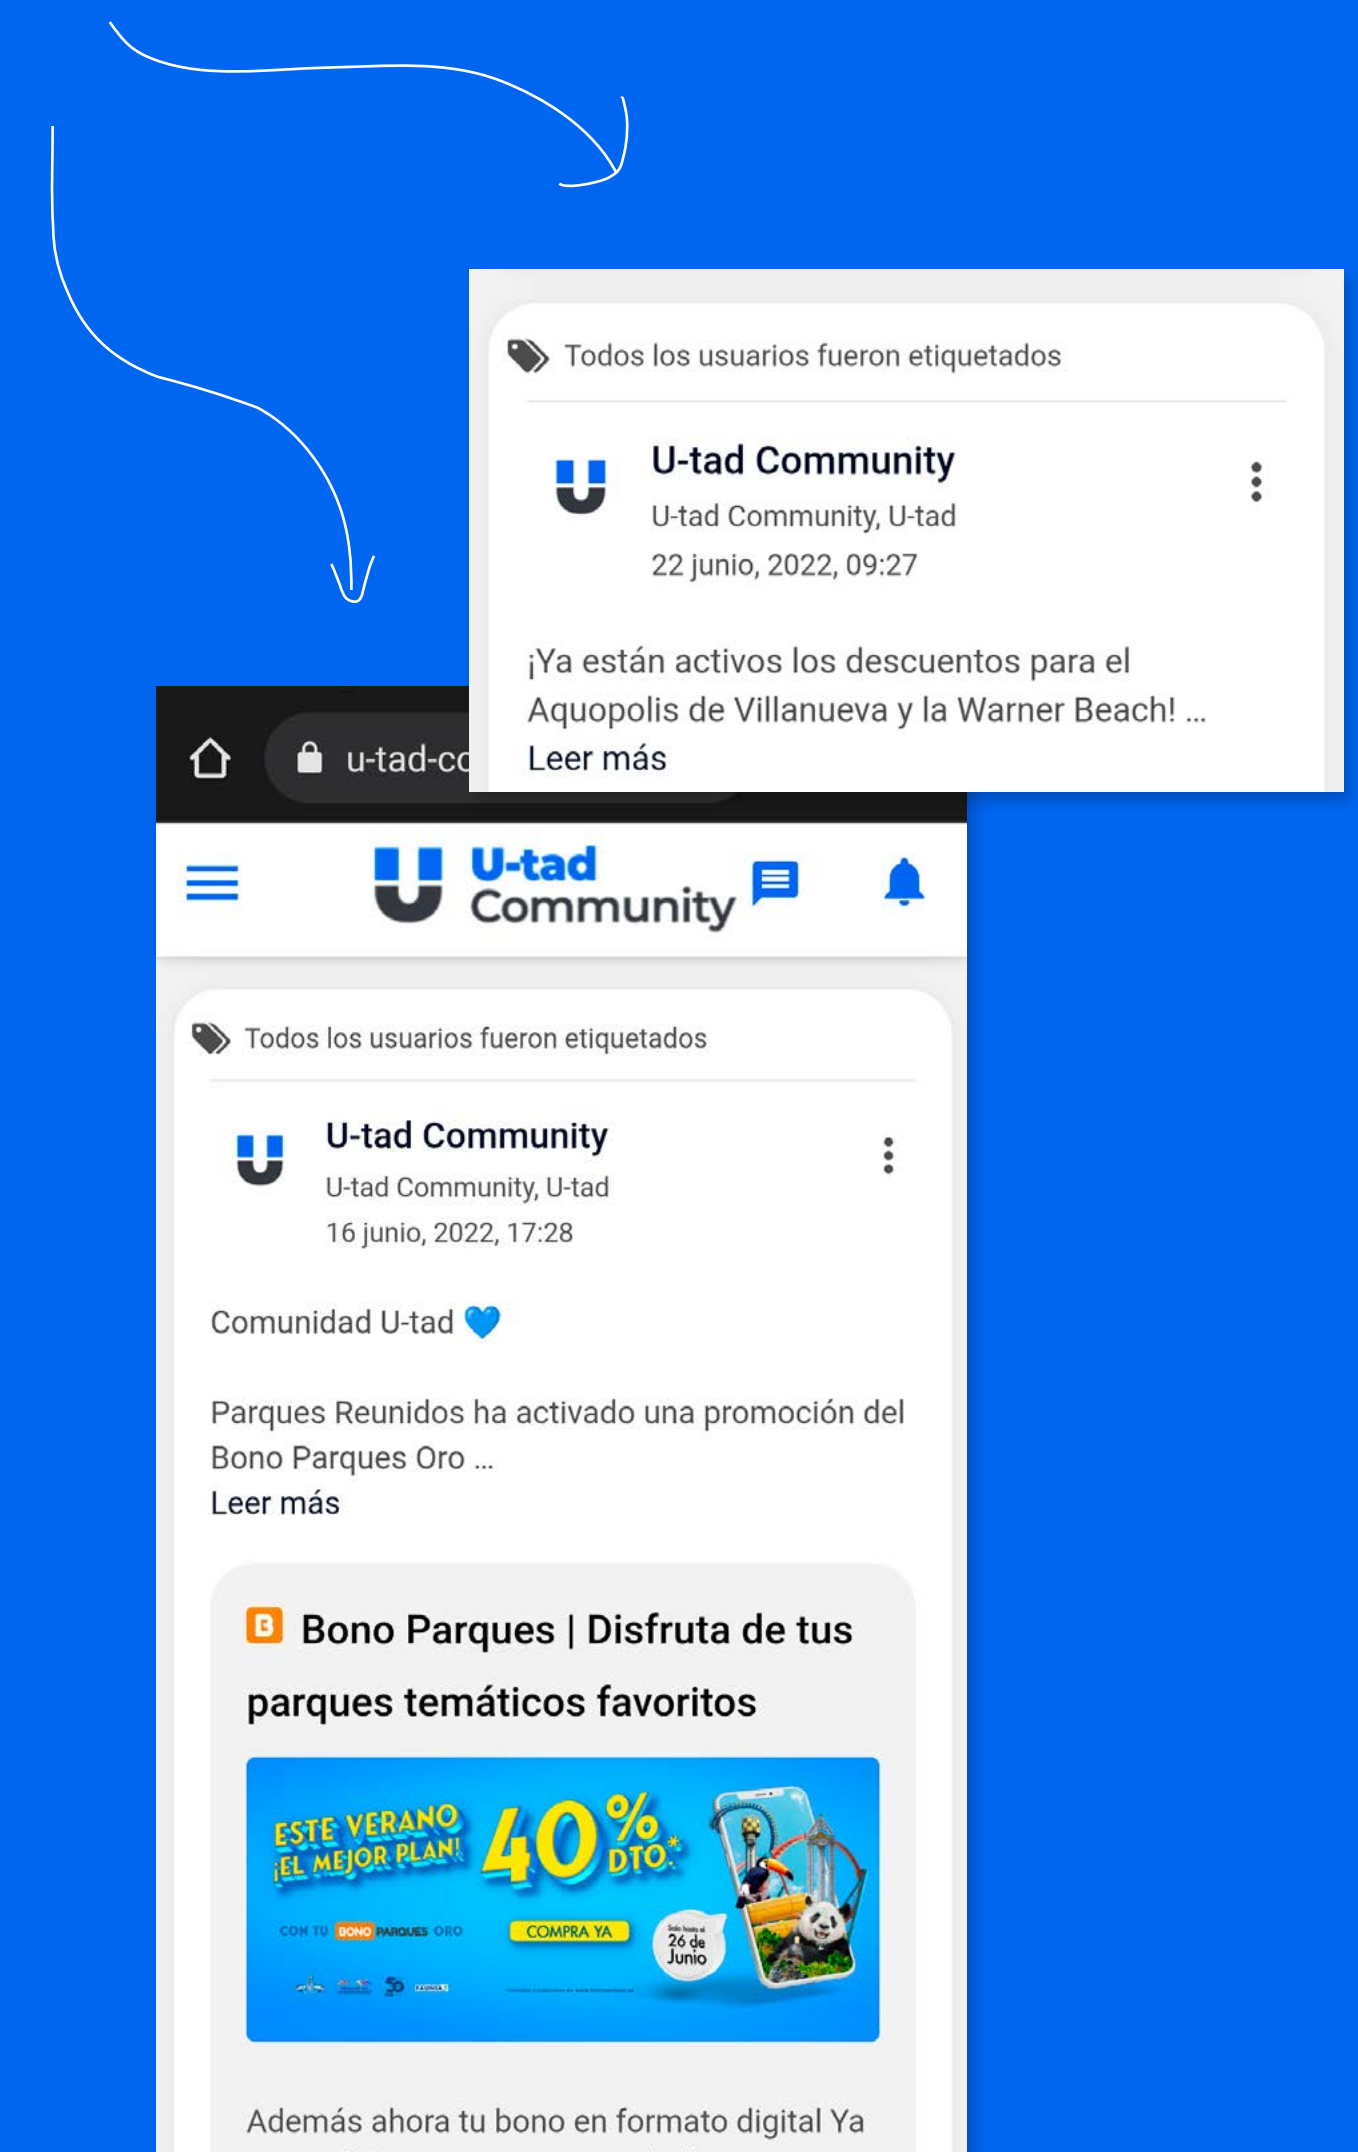 Todos los usuarios fueron etiquetados
U-tad Community
U-tad Community, U-tad
22 junio, 2022, 09:27
¡Ya están activos los descuentos para el
Aquopolis de Villanueva y la Warner Beach! ...
Leer más
u-tad-co
U-tad
Community
Todos los usuarios fueron etiquetados
U-tad Community
U-tad Community, U-tad
16 junio, 2022, 17:28
Comunidad U-tad 💙
Parques Reunidos ha activado una promoción del
Bono Parques Oro ...
Leer más
B Bono Parques | Disfruta de tus
parques temáticos favoritos
ESTE VERANO
¡EL MEJOR PLAN!
40% DTO.*
CON TU BONO PARQUES ORO
COMPRA YA
Solo hasta el
26 de
Junio
50
Además ahora tu bono en formato digital Ya